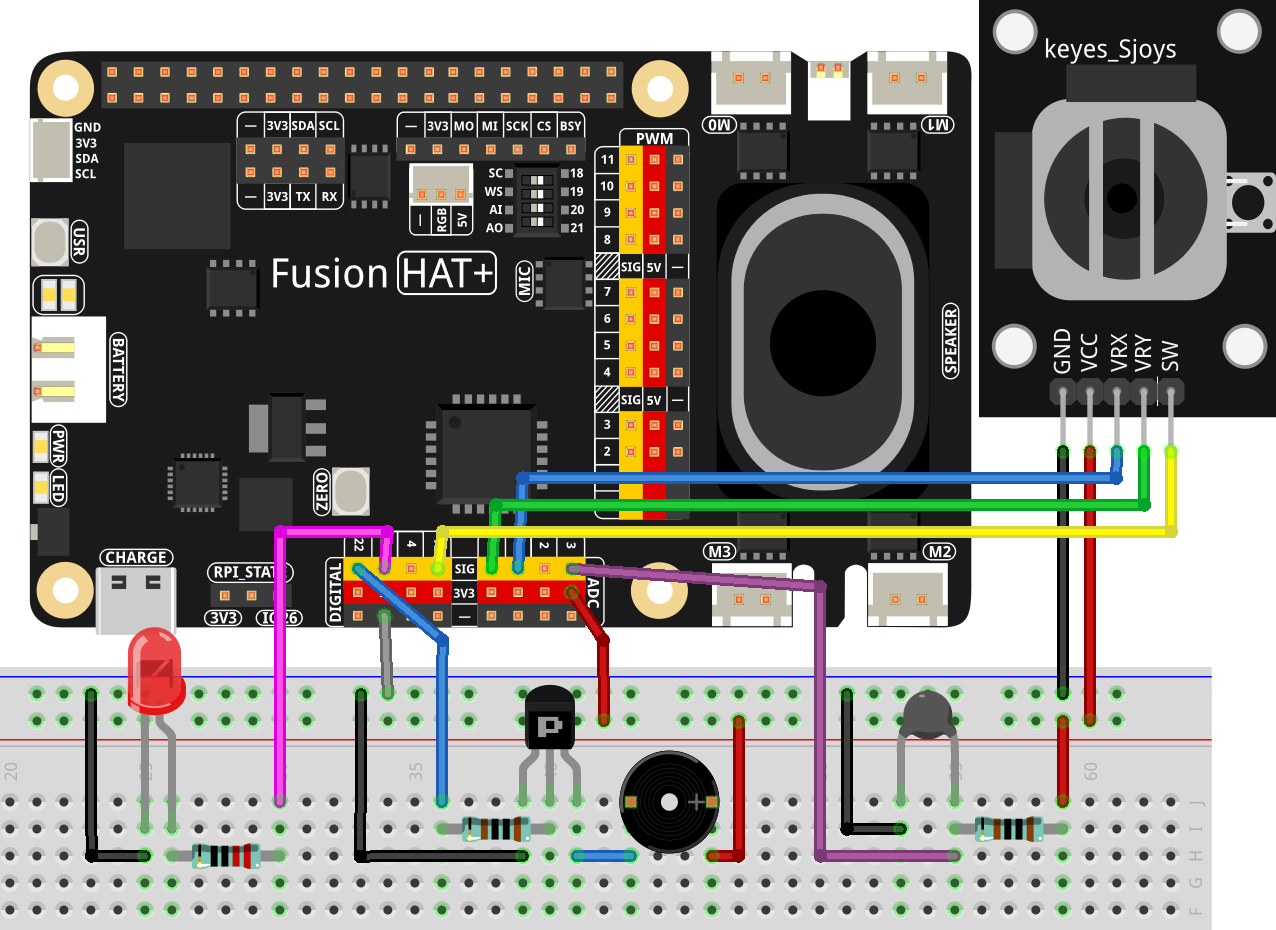 keyes_Sjoys
GND
3V3
SDA
SCL
— 3V3 SDA SCL
— 3V3 TX RX
— 3V3 MO MI SCK CS BSY
— RGB 5V
SC 18
WS 19
AI 20
AO 21
M0
M1
PWM
11
10
9
8
SIG 5V —
7
6
5
4
SIG 5V —
3
2
USR
Fusion HAT+
MIC
BATTERY
SPEAKER
PWR
LED
ZERO
GND
VCC
VRX
VRY
SW
CHARGE
RPI_STAT
3V3
DIGITAL
22
4
SIG
3V3
—
2
3
ADC
M3
M2
P
20
35
60
J
I
H
G
F